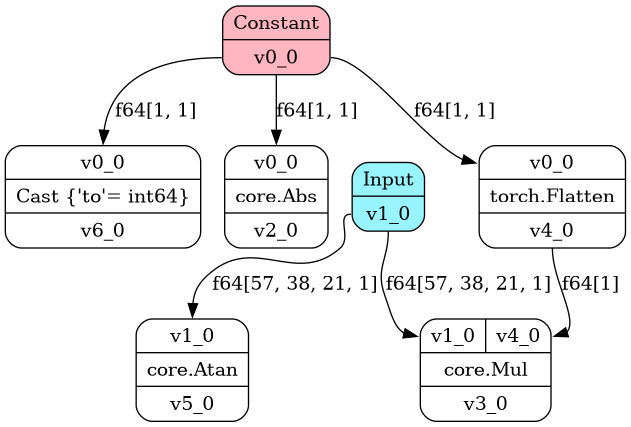 Constant
v0_0
f64[1, 1]
f64[1, 1]
f64[1, 1]
v0_0
Cast {'to'= int64}
v6_0
v0_0
core.Abs
v2_0
Input
v1_0
v0_0
torch.Flatten
v4_0
f64[57, 38, 21, 1]
f64[57, 38, 21, 1]
f64[1]
v1_0
core.Atan
v5_0
v1_0 v4_0
core.Mul
v3_0